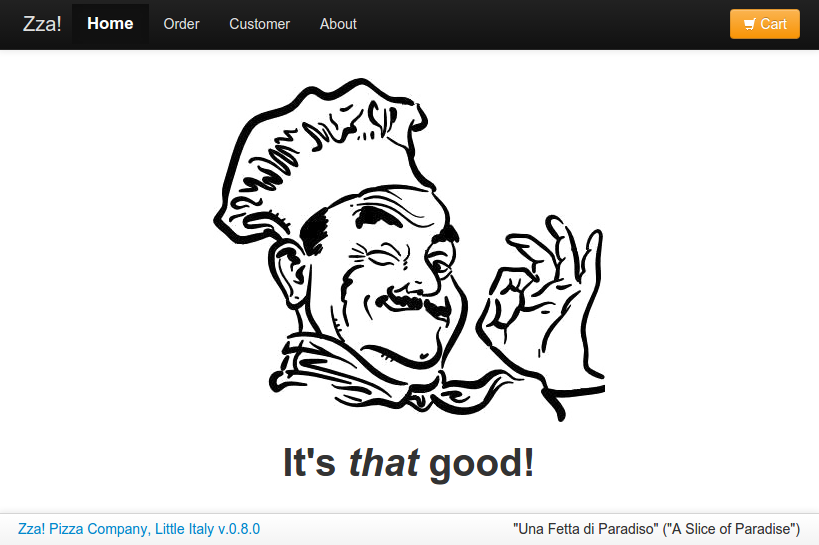 Zza! Home Order Customer About Cart
It's that good!
Zza! Pizza Company, Little Italy v.0.8.0 "Una Fetta di Paradiso" ("A Slice of Paradise")